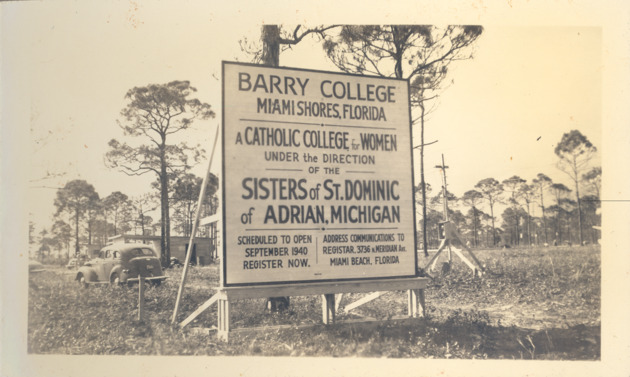 BARRY COLLEGE
MIAMI SHORES, FLORIDA
A CATHOLIC COLLEGE for WOMEN
UNDER the DIRECTION
OF THE
SISTERS of ST. DOMINIC
of ADRIAN, MICHIGAN
SCHEDULED TO OPEN
SEPTEMBER 1940
REGISTER NOW.
ADDRESS COMMUNICATIONS TO
REGISTRAR, 3736 N. MERIDIAN AVE.
MIAMI BEACH, FLORIDA